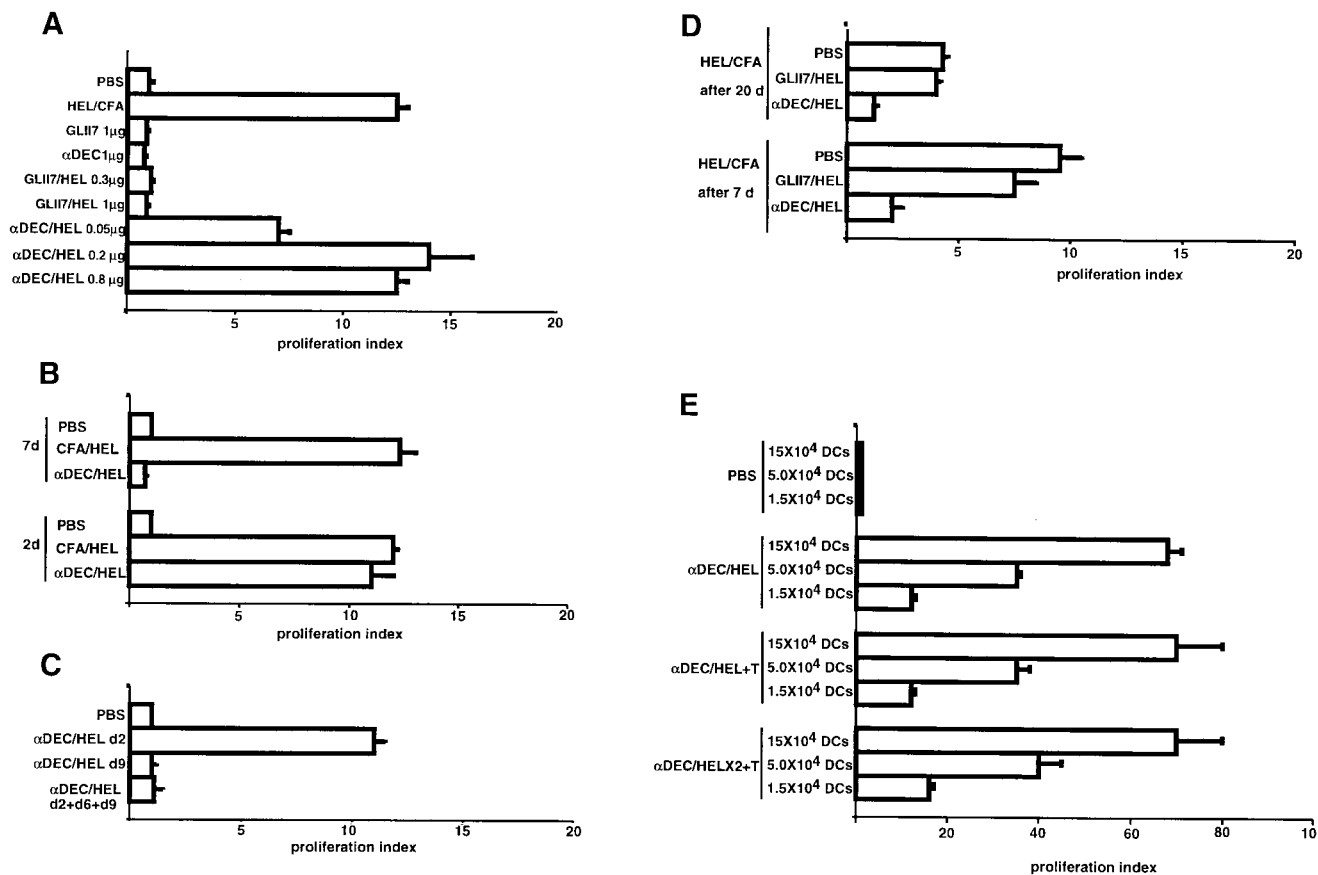 A
PBS
HEL/CFA
GLII7 1µg
αDEC1µg
GLII7/HEL 0.3µg
GLII7/HEL 1µg
αDEC/HEL 0.05µg
αDEC/HEL 0.2 µg
αDEC/HEL 0.8 µg
5 10 15 20
proliferation index
B
7d
PBS
CFA/HEL
αDEC/HEL
2d
PBS
CFA/HEL
αDEC/HEL
5 10 15 20
proliferation index
C
PBS
αDEC/HEL d2
αDEC/HEL d9
αDEC/HEL
d2+d6+d9
5 10 15 20
proliferation index
D
HEL/CFA
after 20 d
PBS
GLII7/HEL
αDEC/HEL
HEL/CFA
after 7 d
PBS
GLII7/HEL
αDEC/HEL
5 10 15 20
proliferation index
E
PBS
15X10⁴ DCs
5.0X10⁴ DCs
1.5X10⁴ DCs
αDEC/HEL
15X10⁴ DCs
5.0X10⁴ DCs
1.5X10⁴ DCs
αDEC/HEL+T
15X10⁴ DCs
5.0X10⁴ DCs
1.5X10⁴ DCs
αDEC/HELX2+T
15X10⁴ DCs
5.0X10⁴ DCs
1.5X10⁴ DCs
20 40 60 80 10
proliferation index